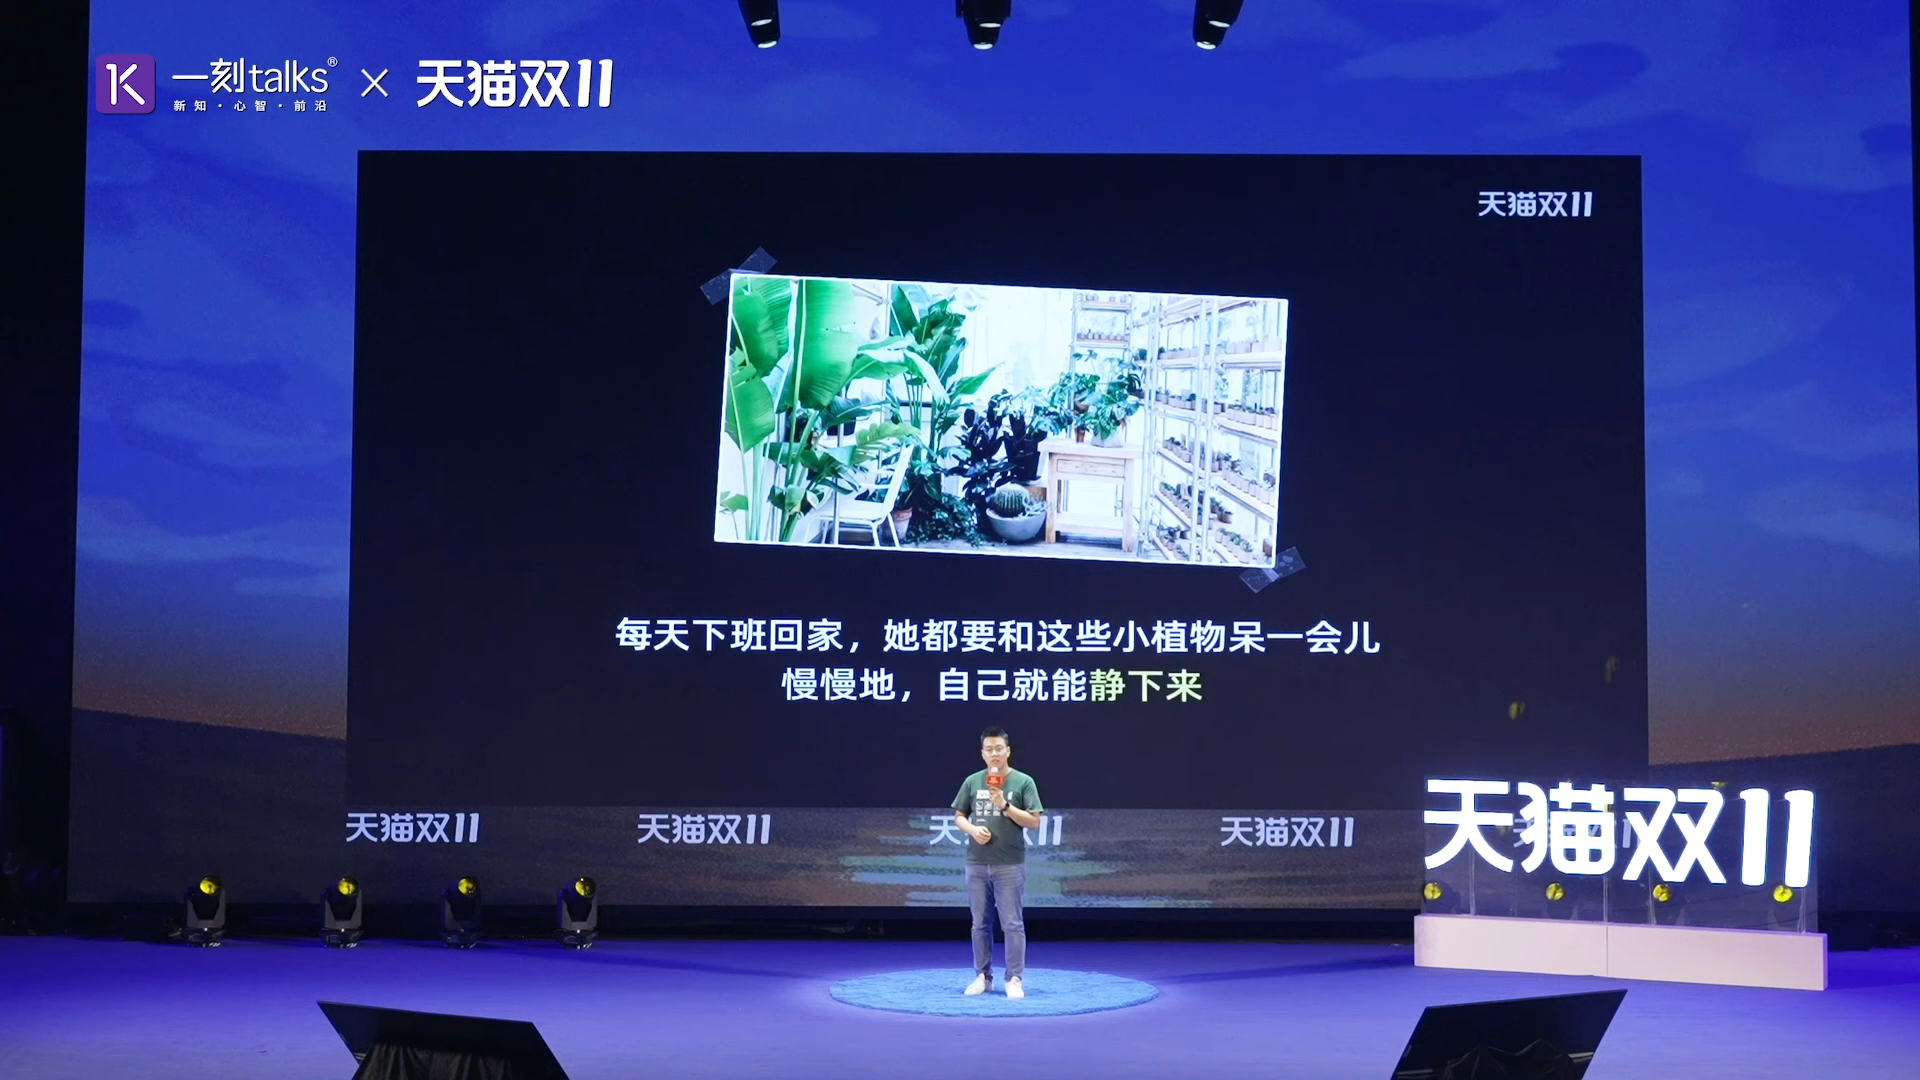 一刻talks® × 天猫双11
新知·心智·前沿
天猫双11
每天下班回家，她都要和这些小植物呆一会儿
慢慢地，自己就能静下来
天猫双11 天猫双11 天 11 天猫双11
天猫双11